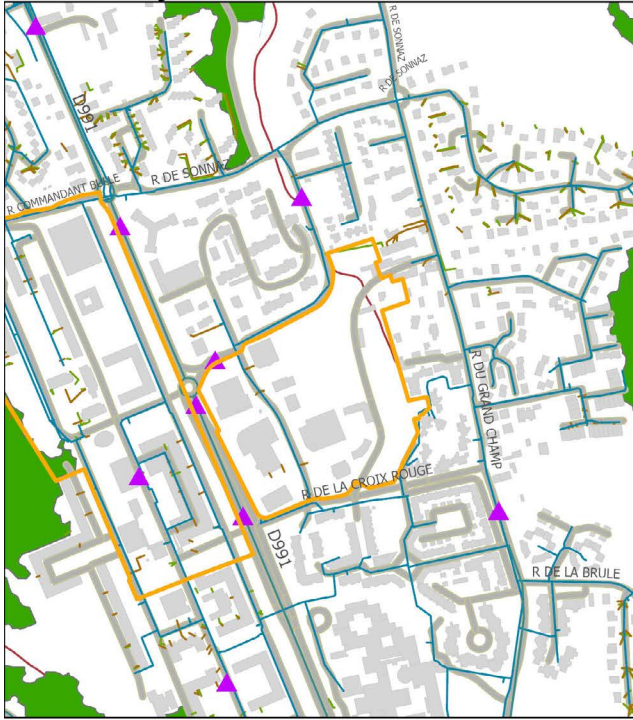 R DE SONNAZ
R DE SONNAZ
D991
R DE SONNAZ
R COMMANDANT BULLE
R DU GRAND CHAMP
R DE LA CROIX ROUGE
D991
R DE LA BRULE